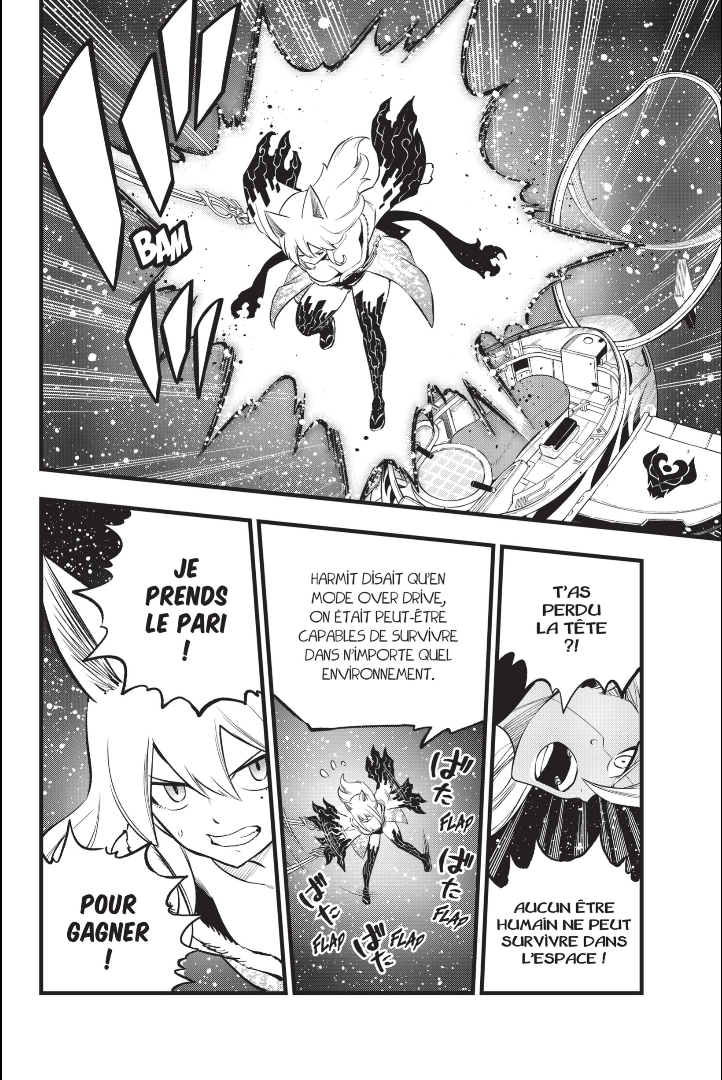 BAM
T'AS
PERDU
LA TÊTE
?!
AUCUN ÊTRE
HUMAIN NE PEUT
SURVIVRE DANS
L'ESPACE !
HARMIT DISAIT QU'EN
MODE OVER DRIVE,
ON ÉTAIT PEUT-ÊTRE
CAPABLES DE SURVIVRE
DANS N'IMPORTE QUEL
ENVIRONNEMENT.
ばた
FLAP
ばた
FLAP
ばた
FLAP
ぎた
FLAP
JE
PRENDS
LE PARI
!
POUR
GAGNER
!